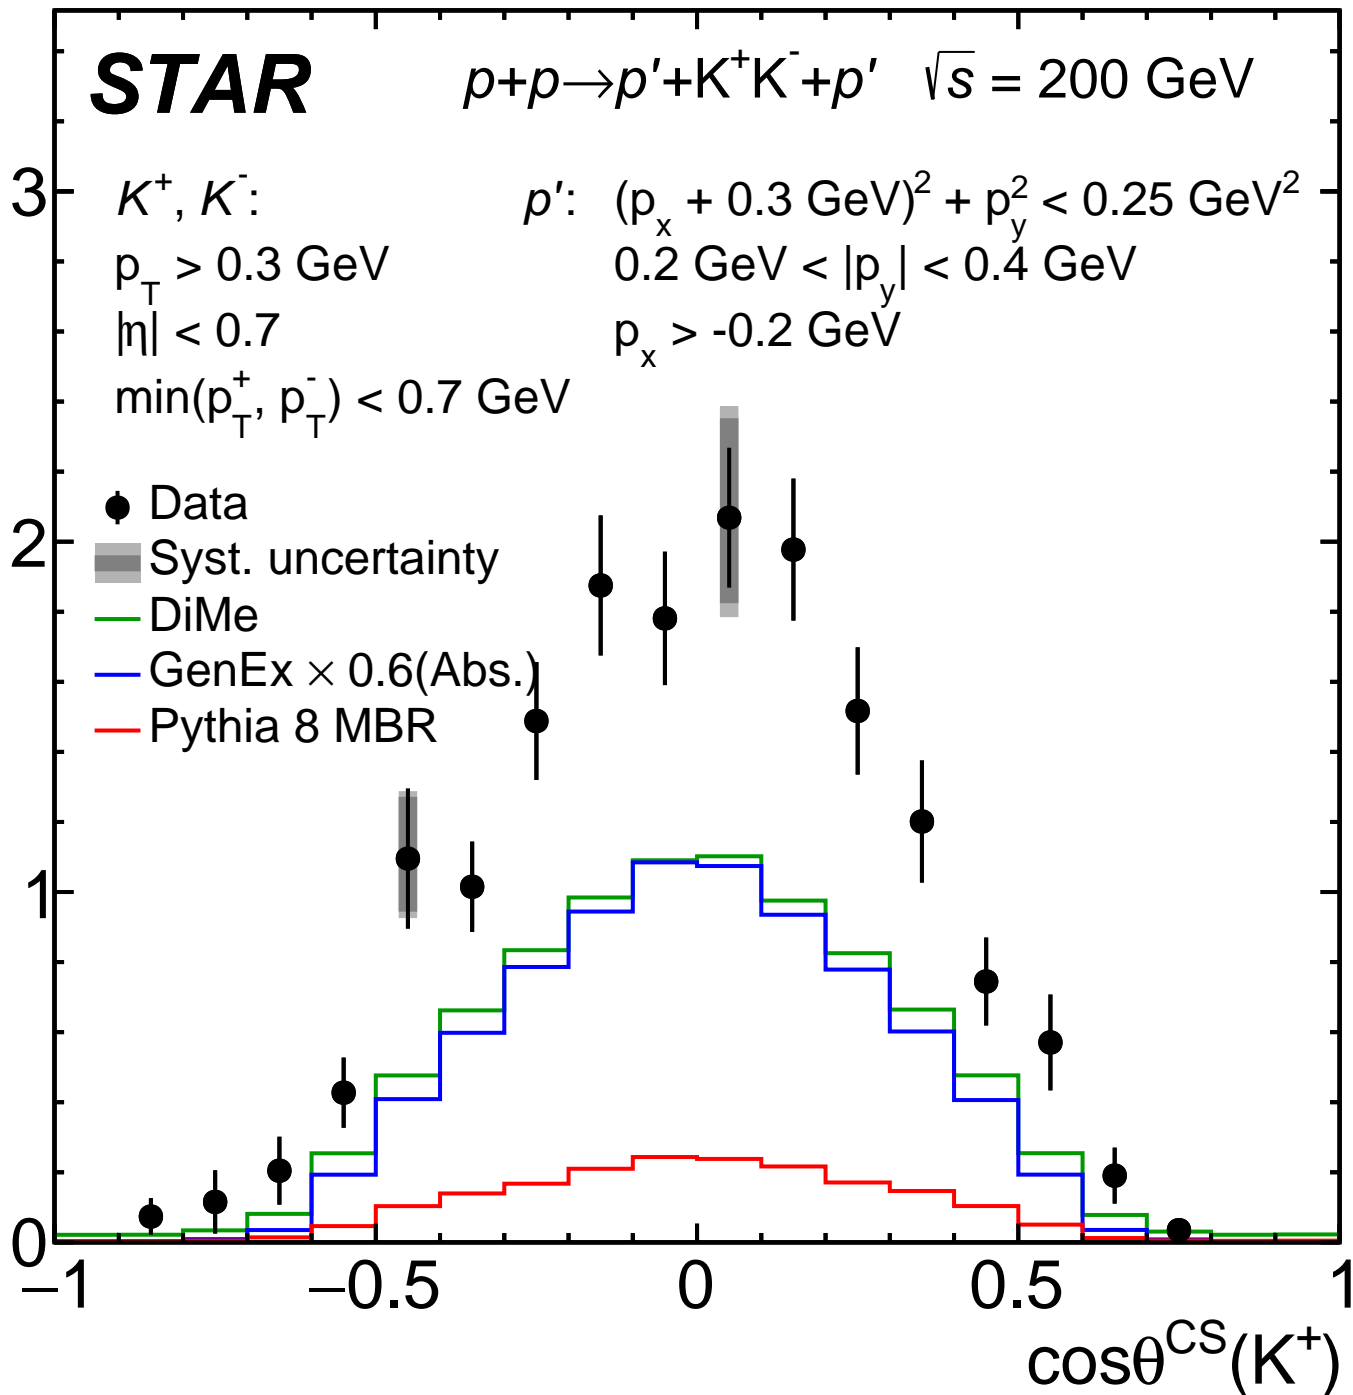 STAR p+p→p′+K⁺K⁻+p′ √s = 200 GeV
K⁺, K⁻: p′: (pₓ + 0.3 GeV)² + p_y² < 0.25 GeV²
p_T > 0.3 GeV 0.2 GeV < |p_y| < 0.4 GeV
|η| < 0.7 pₓ > -0.2 GeV
min(p_T⁺, p_T⁻) < 0.7 GeV
Data
Syst. uncertainty
DiMe
GenEx × 0.6(Abs.)
Pythia 8 MBR
3
2
1
0
−1 −0.5 0 0.5 1
cosθ^CS(K⁺)